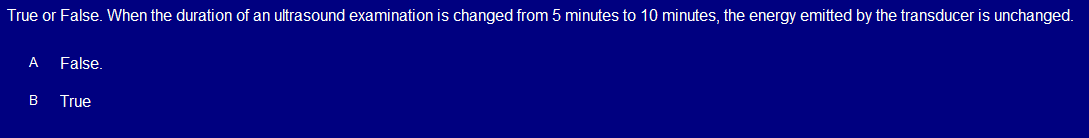 True or False. When the duration of an ultrasound examination is changed from 5 minutes to 10 minutes, the energy emitted by the transducer is unchanged.
A False.
B True